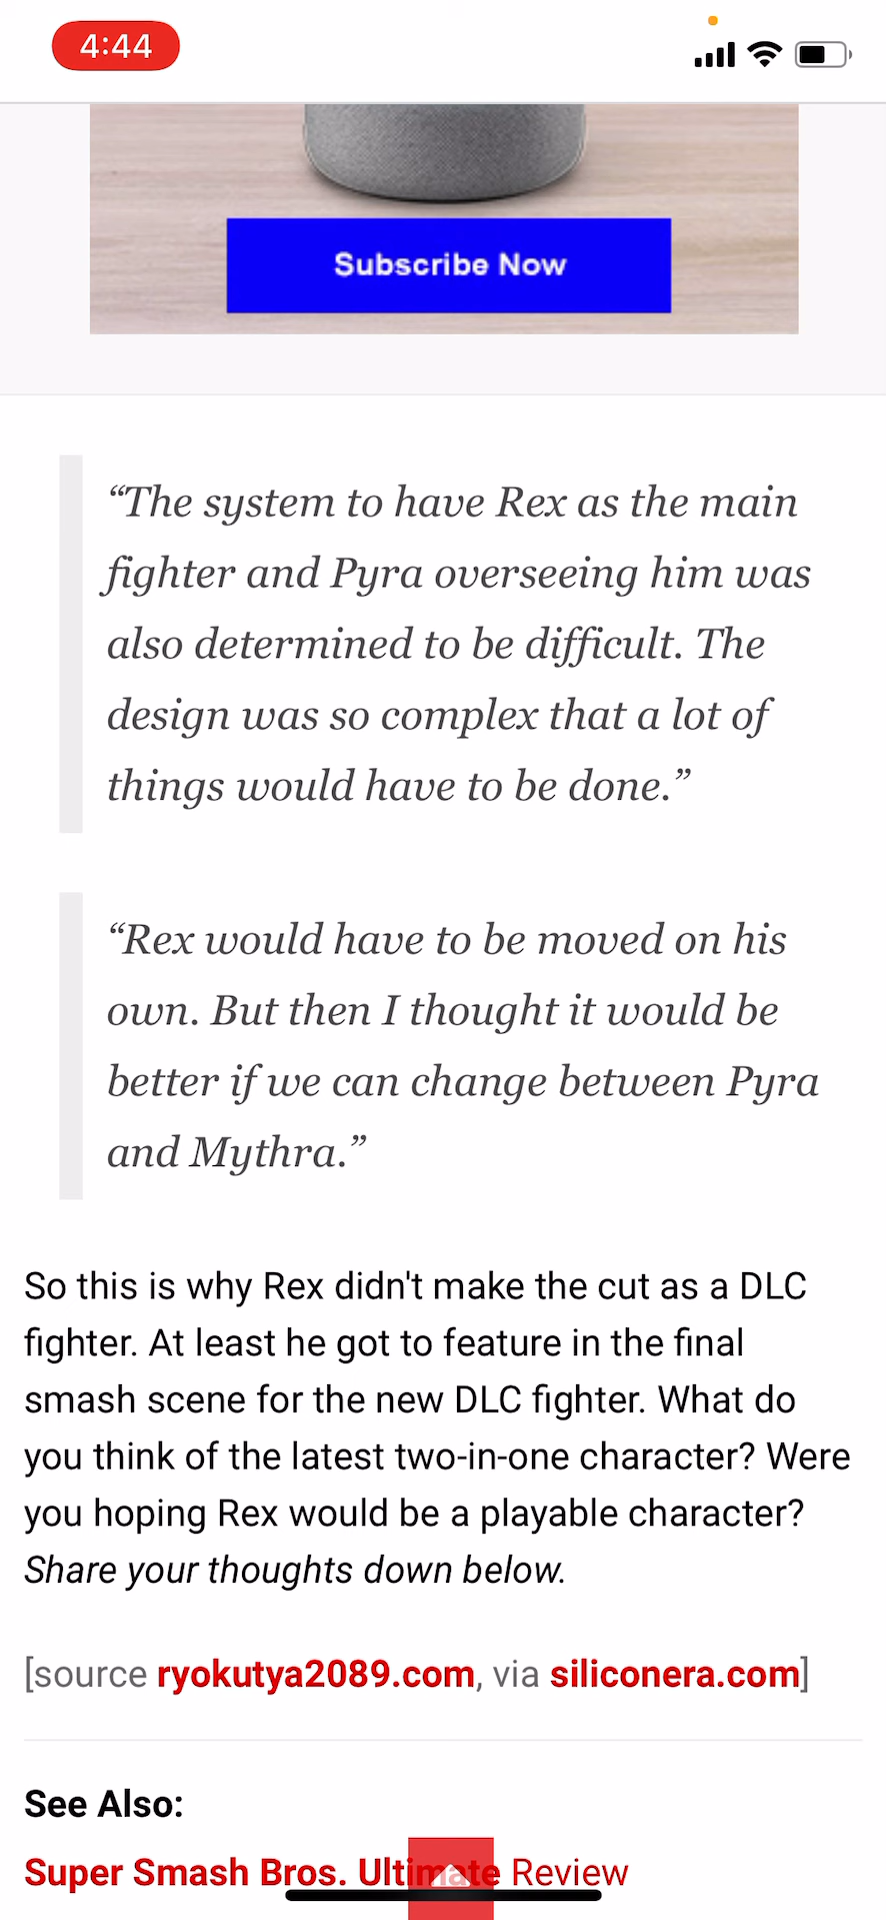 4:44
Subscribe Now
“The system to have Rex as the main
fighter and Pyra overseeing him was
also determined to be difficult. The
design was so complex that a lot of
things would have to be done.”
“Rex would have to be moved on his
own. But then I thought it would be
better if we can change between Pyra
and Mythra.”
So this is why Rex didn't make the cut as a DLC
fighter. At least he got to feature in the final
smash scene for the new DLC fighter. What do
you think of the latest two-in-one character? Were
you hoping Rex would be a playable character?
Share your thoughts down below.
[source ryokutya2089.com, via siliconera.com]
See Also:
Super Smash Bros. Ultimate Review